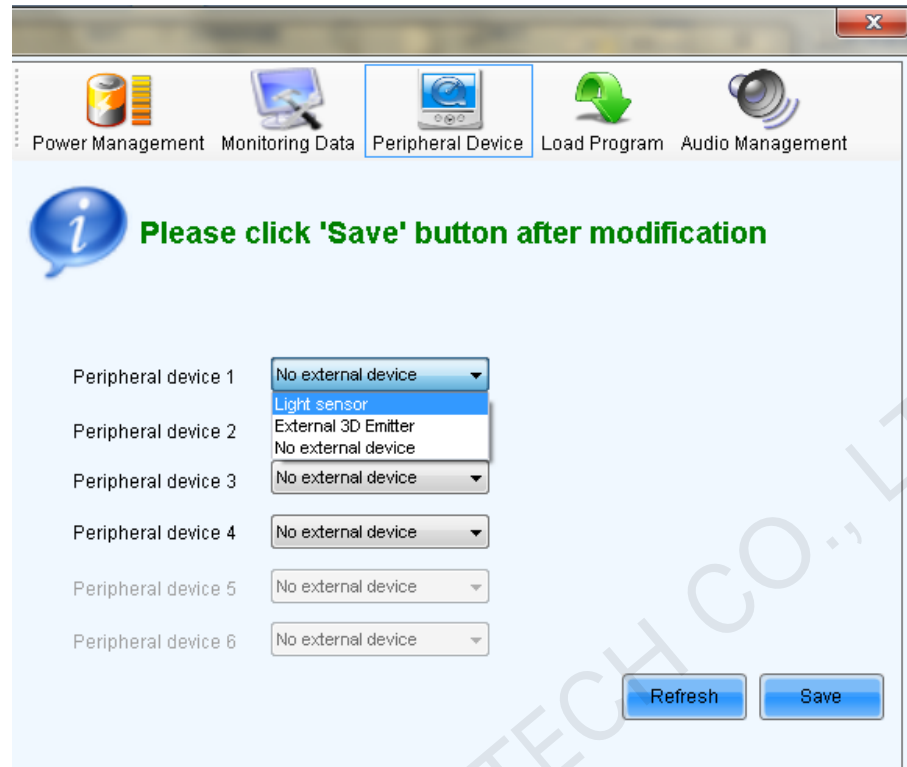 X
Power Management Monitoring Data Peripheral Device Load Program Audio Management
i Please click 'Save' button after modification
Peripheral device 1 No external device
Light sensor
Peripheral device 2 External 3D Emitter
No external device
Peripheral device 3 No external device
Peripheral device 4 No external device
Peripheral device 5 No external device
Peripheral device 6 No external device
Refresh Save
TECH CO.,